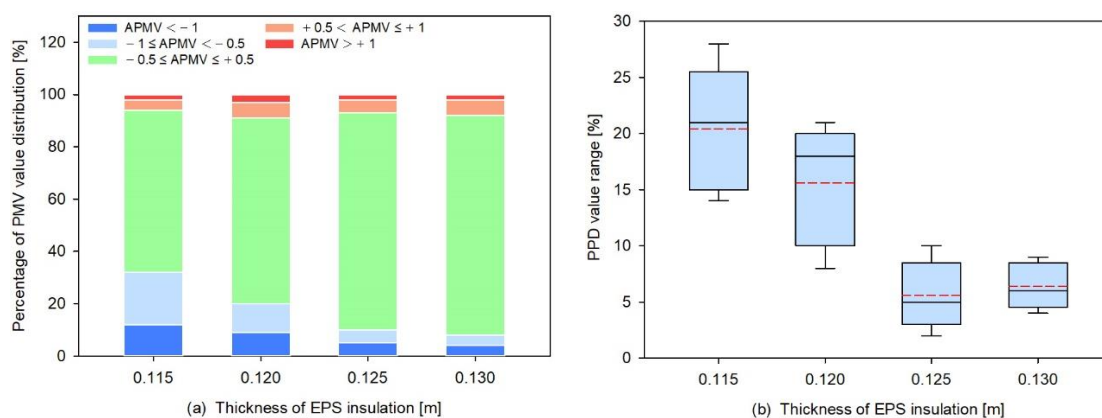 APMV < − 1
− 1 ≤ APMV < − 0.5
− 0.5 ≤ APMV ≤ + 0.5
+ 0.5 < APMV ≤ + 1
APMV > + 1
Percentage of PMV value distribution [%]
120
100
80
60
40
20
0
0.115 0.120 0.125 0.130
(a) Thickness of EPS insulation [m]
PPD value range [%]
30
25
20
15
10
5
0
0.115 0.120 0.125 0.130
(b) Thickness of EPS insulation [m]